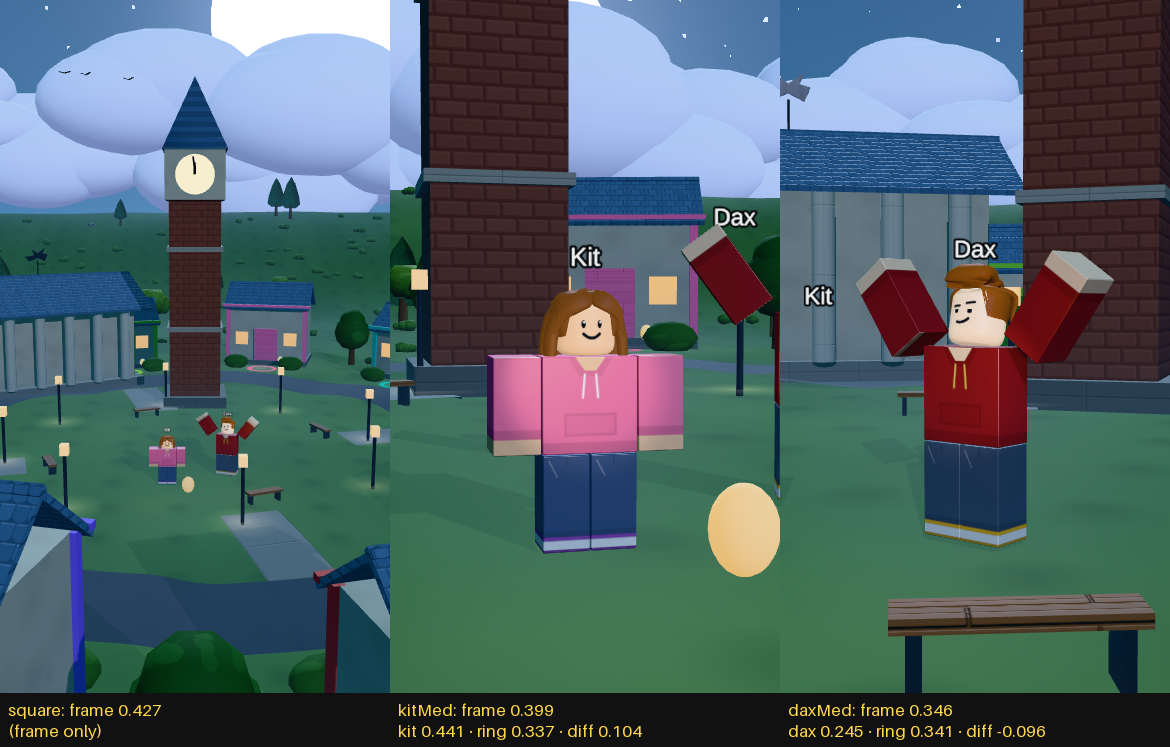 Dax
Kit
Dax
Kit
square: frame 0.427
(frame only)
kitMed: frame 0.399
kit 0.441 · ring 0.337 · diff 0.104
daxMed: frame 0.346
dax 0.245 · ring 0.341 · diff -0.096